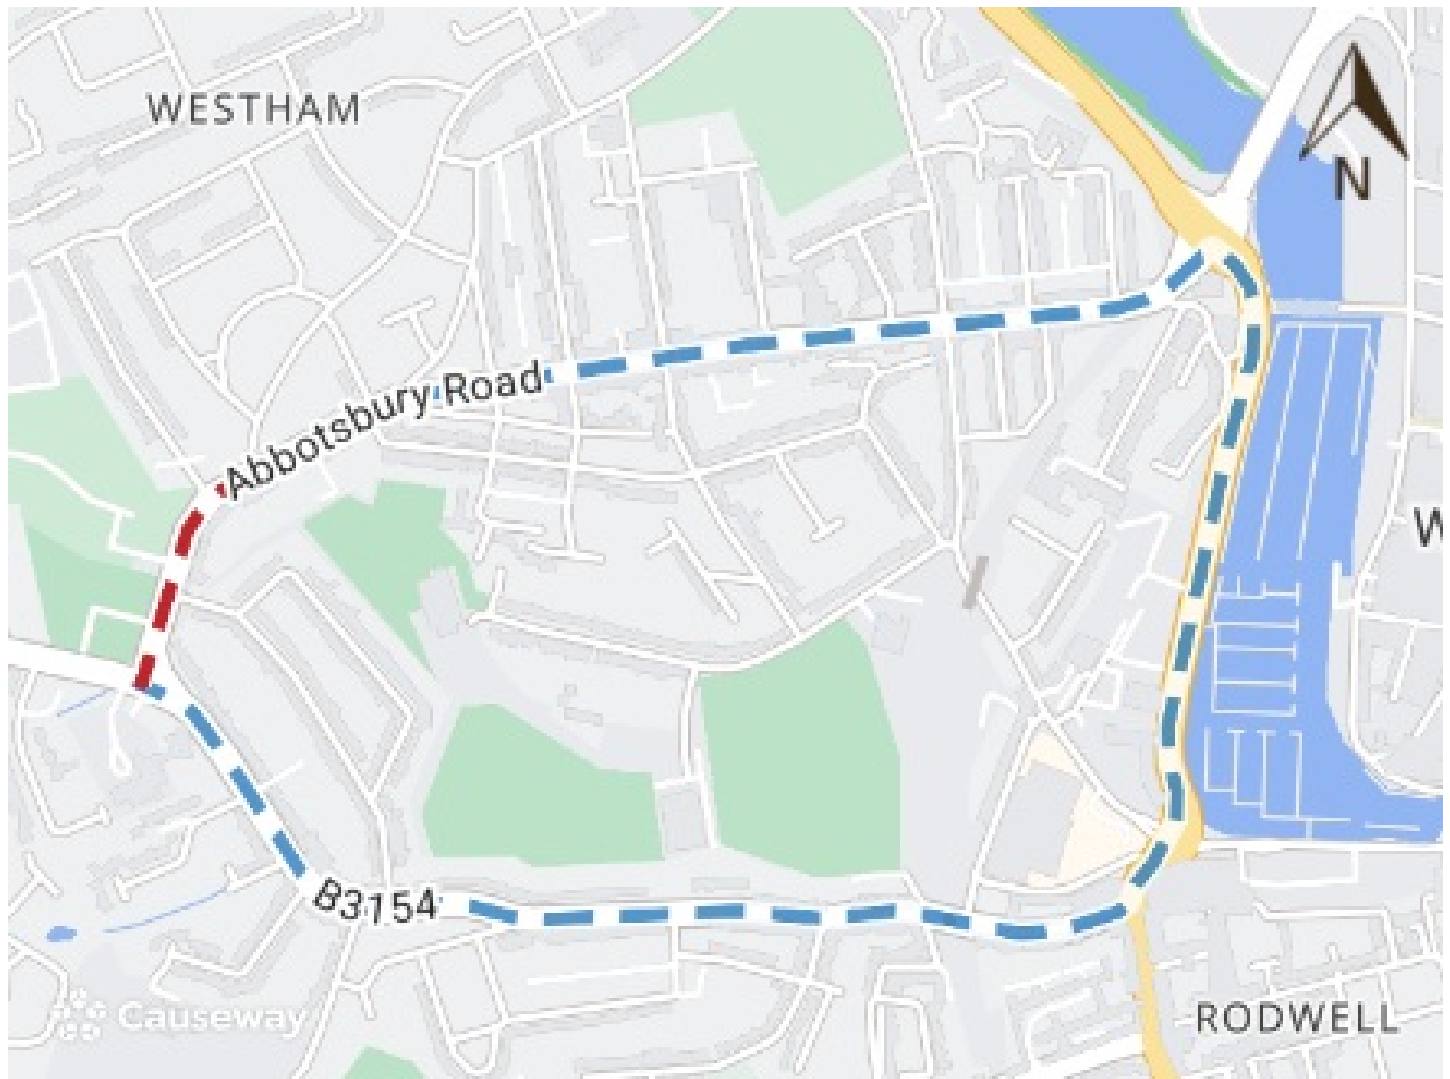 WESTHAM
N
Abbotsbury Road
W
B3154
Causeway
RODWELL